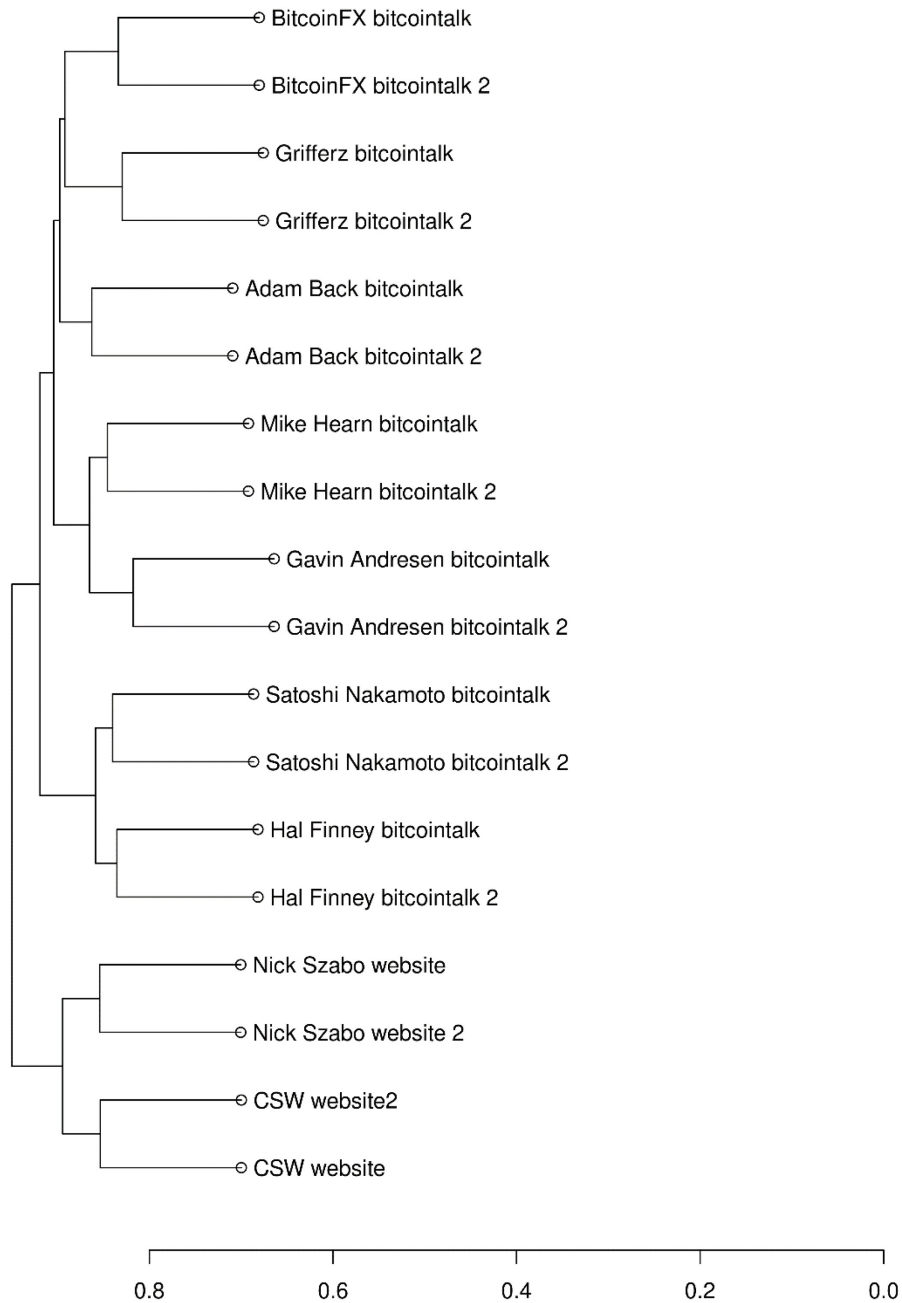 BitcoinFX bitcointalk
BitcoinFX bitcointalk 2
Grifferz bitcointalk
Grifferz bitcointalk 2
Adam Back bitcointalk
Adam Back bitcointalk 2
Mike Hearn bitcointalk
Mike Hearn bitcointalk 2
Gavin Andresen bitcointalk
Gavin Andresen bitcointalk 2
Satoshi Nakamoto bitcointalk
Satoshi Nakamoto bitcointalk 2
Hal Finney bitcointalk
Hal Finney bitcointalk 2
Nick Szabo website
Nick Szabo website 2
CSW website2
CSW website
0.8 0.6 0.4 0.2 0.0